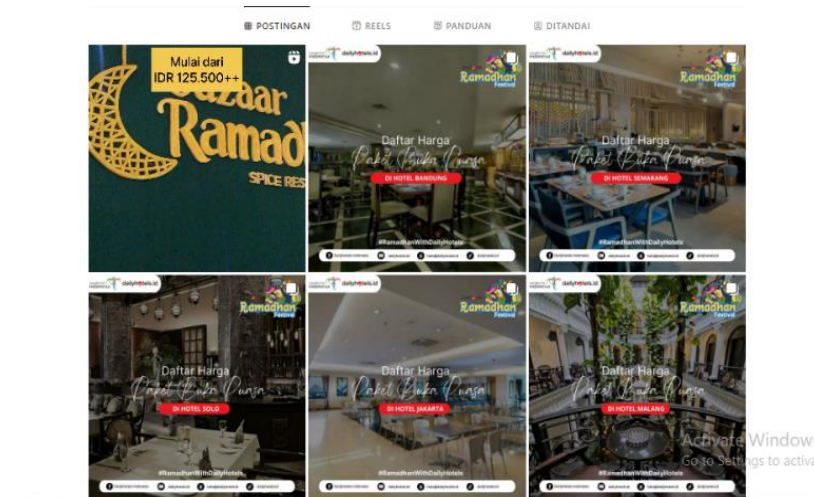 POSTINGAN
REELS
PANDUAN
DITANDAI
Mulai dari
IDR 125.500++
Bazaar
Ramad
SPICE RES
dailyhotels.id
Ramadhan
Festival
Daftar Harga
Paket Buka Puasa
DI HOTEL BANDUNG
#RamadhanWithDailyHotels
dailyhotels.id
Ramadhan
Festival
Daftar Harga
Paket Buka Puasa
DI HOTEL SEMARANG
#RamadhanWithDailyHotels
dailyhotels.id
Ramadhan
Festival
Daftar Harga
Paket Buka Puasa
DI HOTEL SOLO
#RamadhanWithDailyHotels
dailyhotels.id
Ramadhan
Festival
Daftar Harga
Paket Buka Puasa
DI HOTEL JAKARTA
#RamadhanWithDailyHotels
dailyhotels.id
Ramadhan
Festival
Daftar Harga
Paket Buka Puasa
DI HOTEL MALANG
#RamadhanWithDailyHotels
Activate Windows
Go to Settings to activa